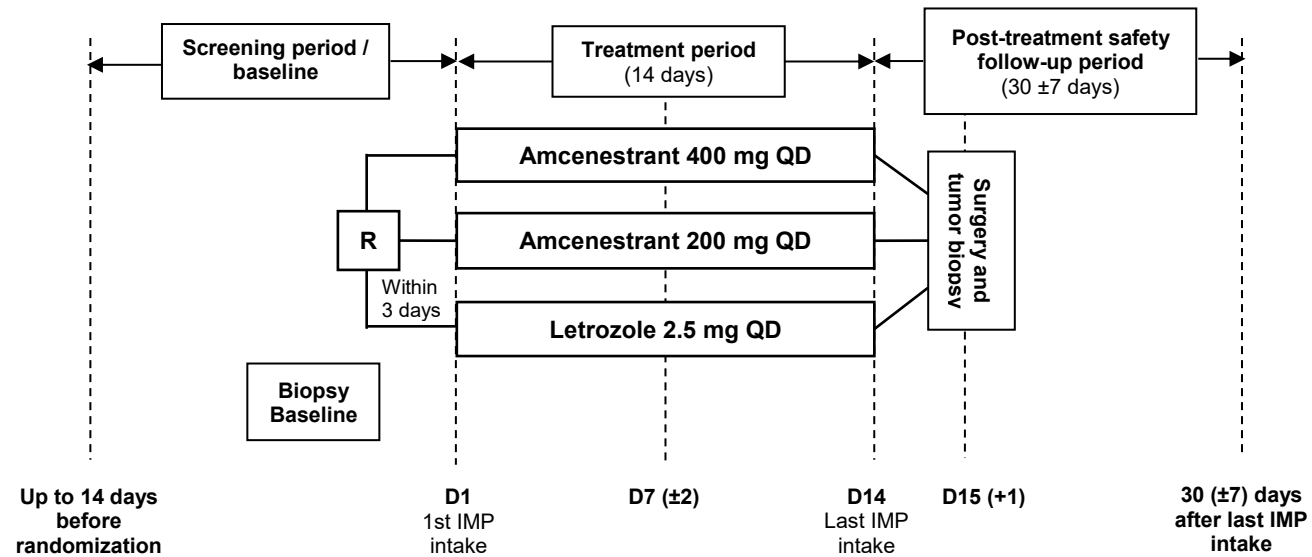 Screening period /
baseline
Treatment period
(14 days)
Post-treatment safety
follow-up period
(30 ±7 days)
Amcenestrant 400 mg QD
R
Amcenestrant 200 mg QD
Within
3 days
Letrozole 2.5 mg QD
Surgery and
tumor biopsy
Biopsy
Baseline
Up to 14 days
before
randomization
D1
1st IMP
intake
D7 (±2)
D14
Last IMP
intake
D15 (+1)
30 (±7) days
after last IMP
intake